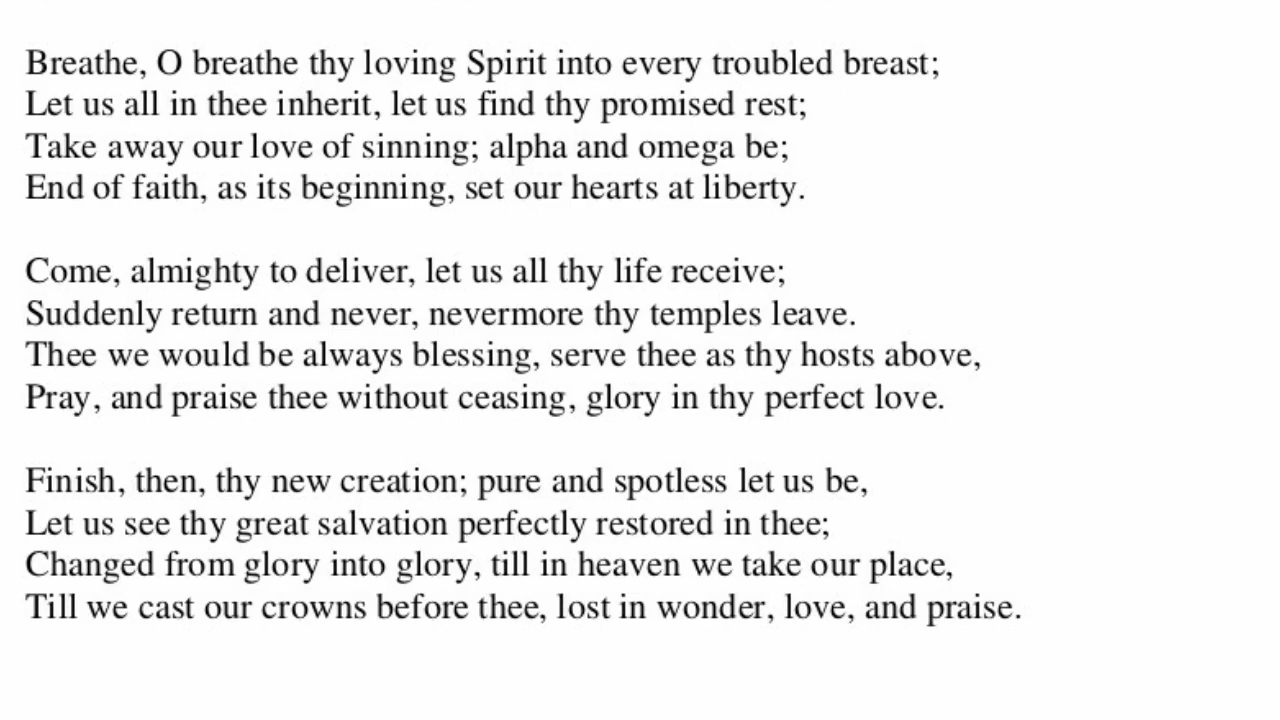 Breathe, O breathe thy loving Spirit into every troubled breast;
Let us all in thee inherit, let us find thy promised rest;
Take away our love of sinning; alpha and omega be;
End of faith, as its beginning, set our hearts at liberty.
Come, almighty to deliver, let us all thy life receive;
Suddenly return and never, nevermore thy temples leave.
Thee we would be always blessing, serve thee as thy hosts above,
Pray, and praise thee without ceasing, glory in thy perfect love.
Finish, then, thy new creation; pure and spotless let us be,
Let us see thy great salvation perfectly restored in thee;
Changed from glory into glory, till in heaven we take our place,
Till we cast our crowns before thee, lost in wonder, love, and praise.